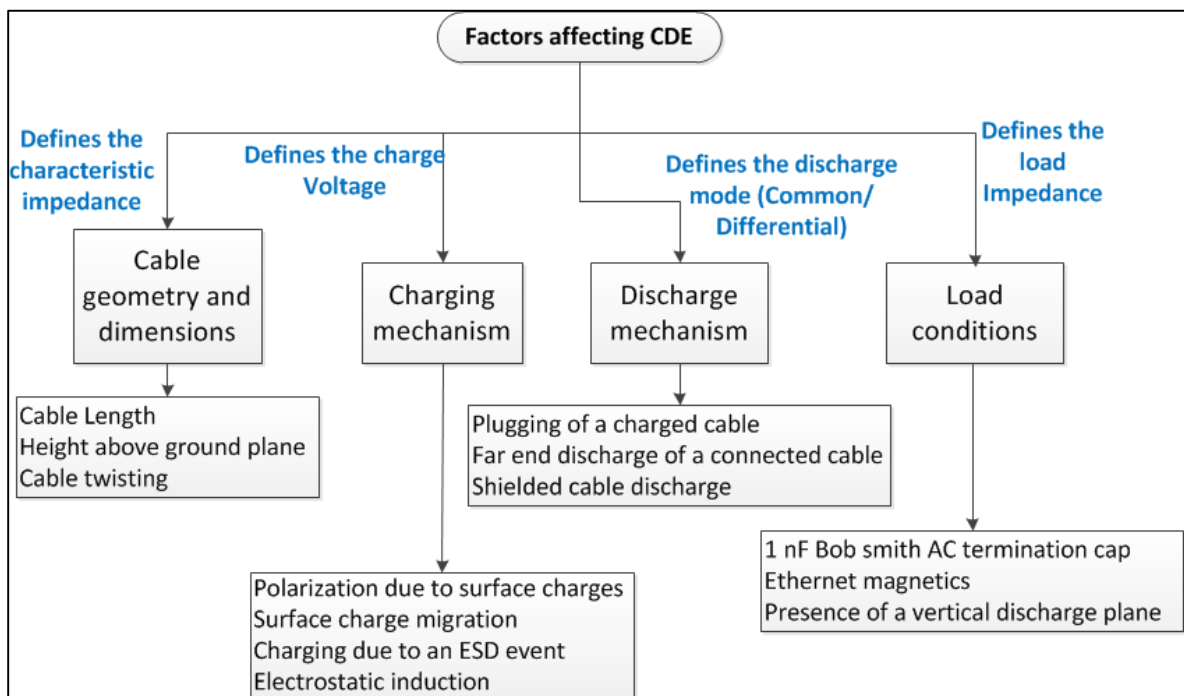 Factors affecting CDE
Defines the
characteristic
impedance
Defines the charge
Voltage
Defines the discharge
mode (Common/
Differential)
Defines the
load
Impedance
Cable
geometry and
dimensions
Charging
mechanism
Discharge
mechanism
Load
conditions
Cable Length
Height above ground plane
Cable twisting
Plugging of a charged cable
Far end discharge of a connected cable
Shielded cable discharge
1 nF Bob smith AC termination cap
Ethernet magnetics
Presence of a vertical discharge plane
Polarization due to surface charges
Surface charge migration
Charging due to an ESD event
Electrostatic induction